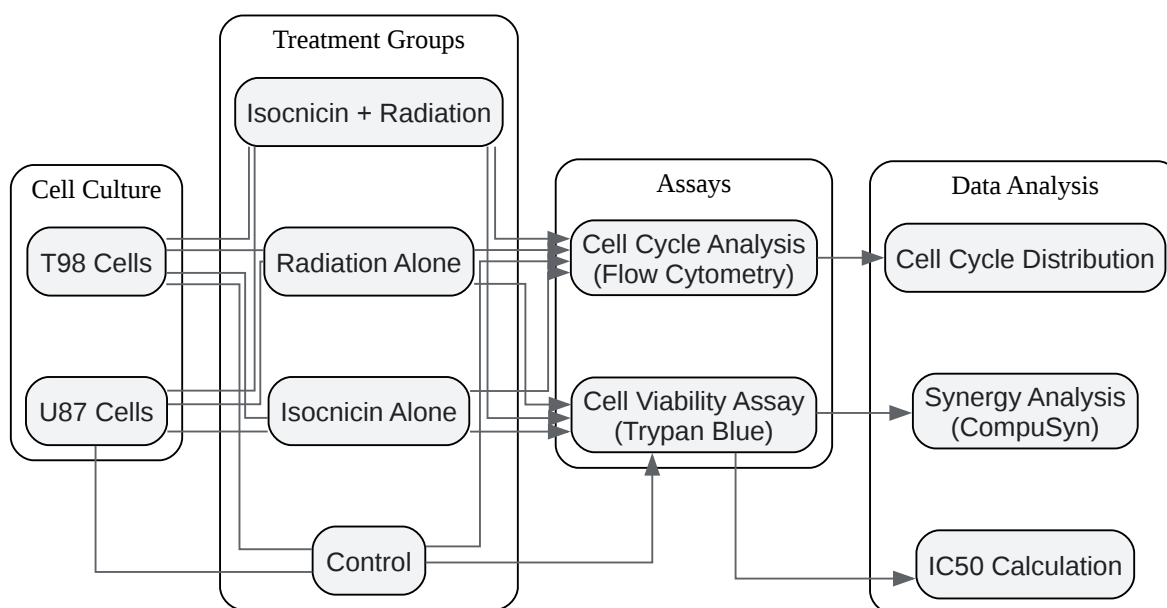 Treatment Groups
Isocnicin + Radiation
Cell Culture
Assays
Data Analysis
T98 Cells
Radiation Alone
Cell Cycle Analysis
(Flow Cytometry)
Cell Cycle Distribution
U87 Cells
Isocnicin Alone
Cell Viability Assay
(Trypan Blue)
Synergy Analysis
(CompuSyn)
Control
IC50 Calculation